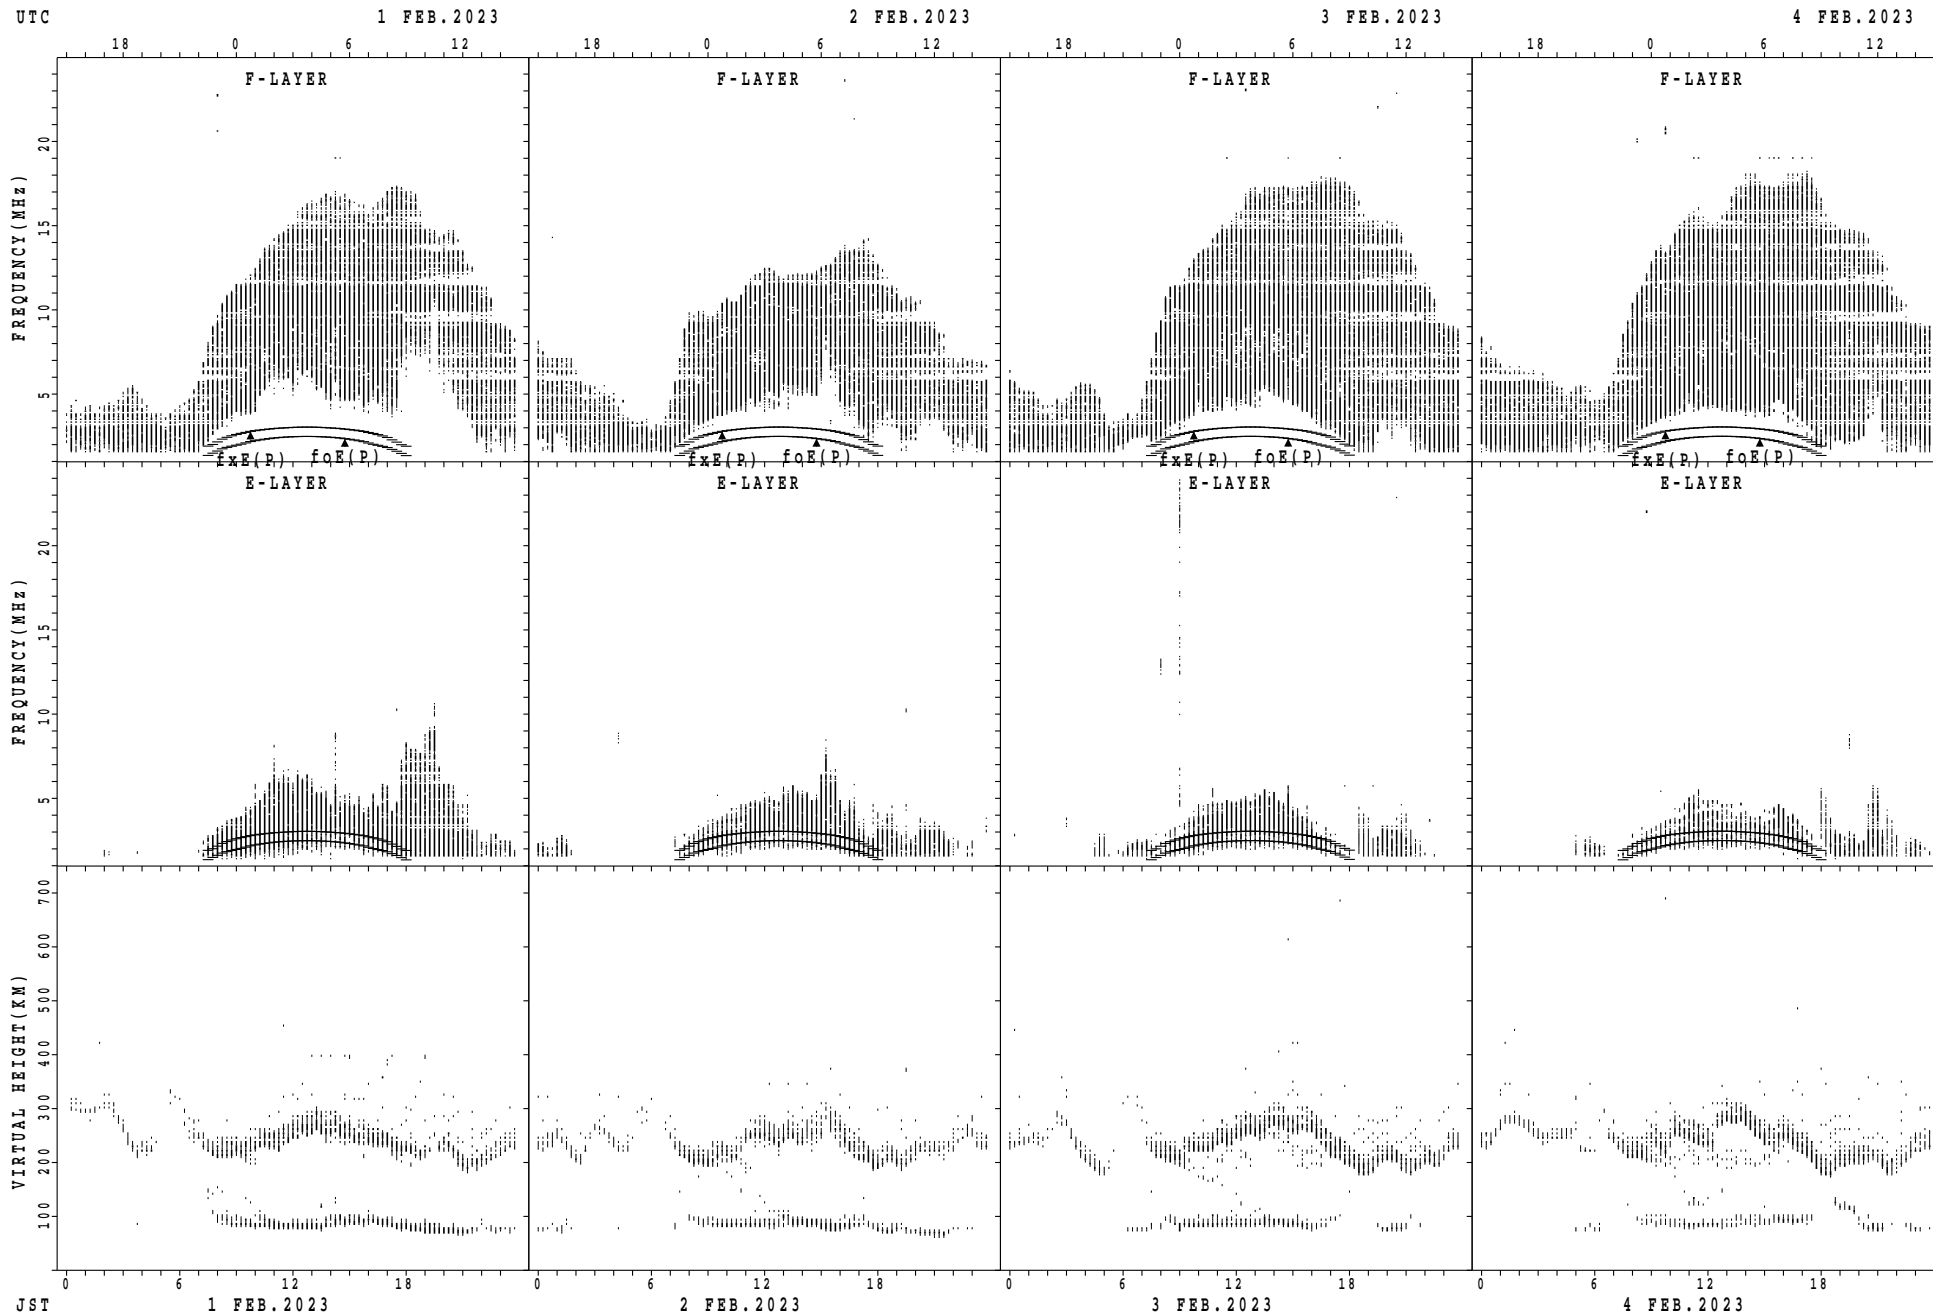 UTC 1 FEB.2023 2 FEB.2023 3 FEB.2023 4 FEB.2023
18 0 6 12 18 0 6 12 18 0 6 12 18 0 6 12
F-LAYER F-LAYER F-LAYER F-LAYER
FREQUENCY(MHz)
20
15
10
5
fxE(P) foE(P) fxE(P) foE(P) fxE(P) foE(P) fxE(P) foE(P)
E-LAYER E-LAYER E-LAYER E-LAYER
FREQUENCY(MHz)
20
15
10
5
VIRTUAL HEIGHT(KM)
700
600
500
400
300
200
100
0 6 12 18 0 6 12 18 0 6 12 18 0 6 12 18
JST 1 FEB.2023 2 FEB.2023 3 FEB.2023 4 FEB.2023